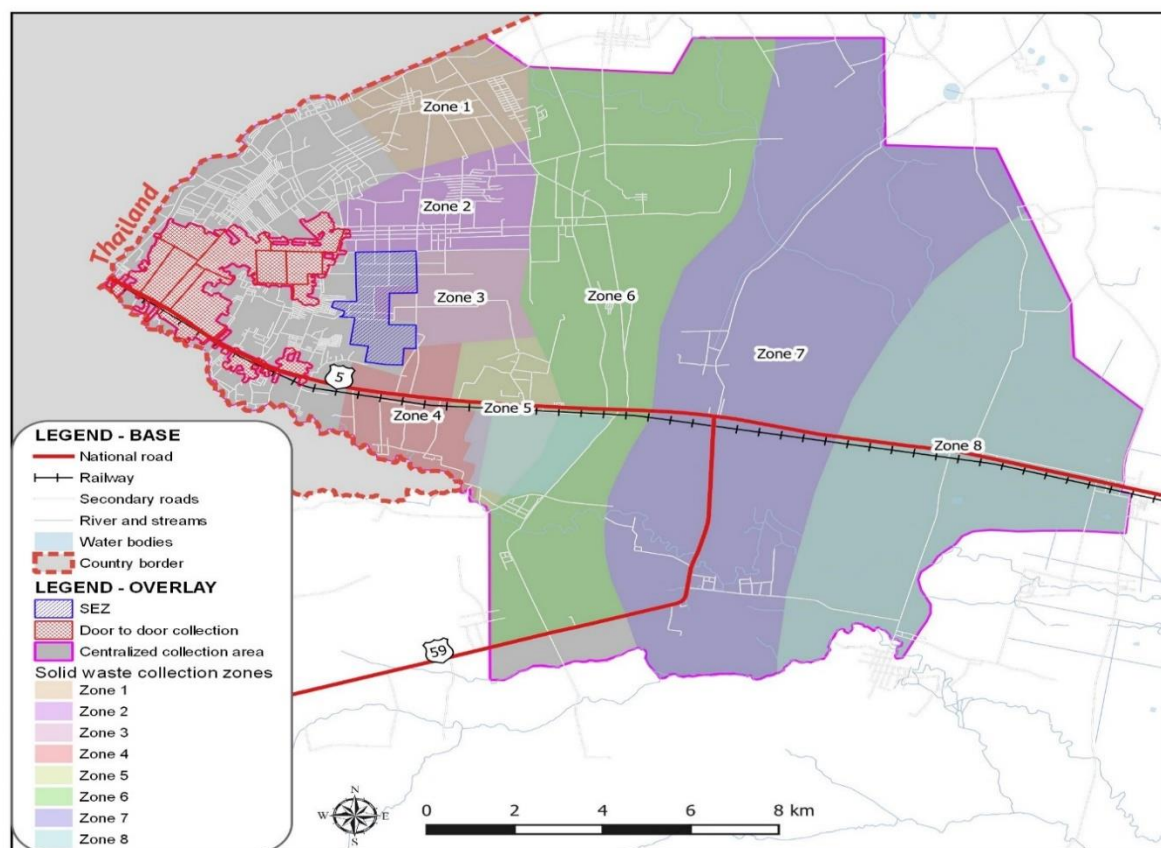 Zone 1
Thailand
Zone 2
Zone 3
Zone 6
Zone 7
5
Zone 4
Zone 5
Zone 8
59
LEGEND - BASE
National road
Railway
Secondary roads
River and streams
Water bodies
Country border
LEGEND - OVERLAY
SEZ
Door to door collection
Centralized collection area
Solid waste collection zones
Zone 1
Zone 2
Zone 3
Zone 4
Zone 5
Zone 6
Zone 7
Zone 8
N
W E
S
0 2 4 6 8 km